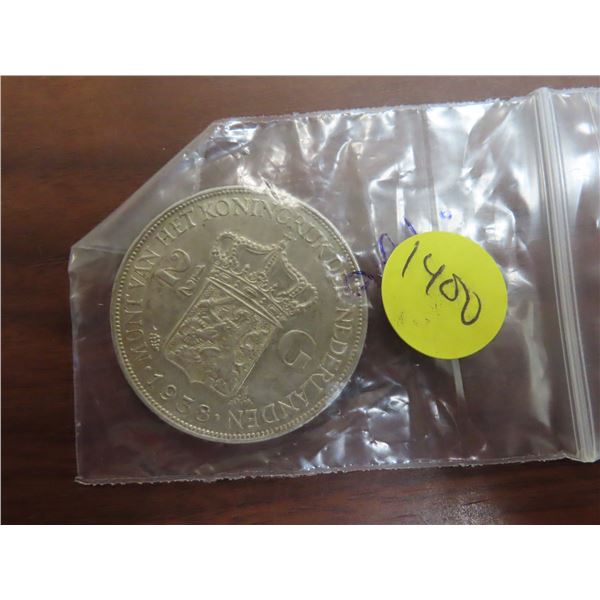 MUNT VAN HET KONINGRIJK DER NEDERLANDEN
2½ G
1938
1400